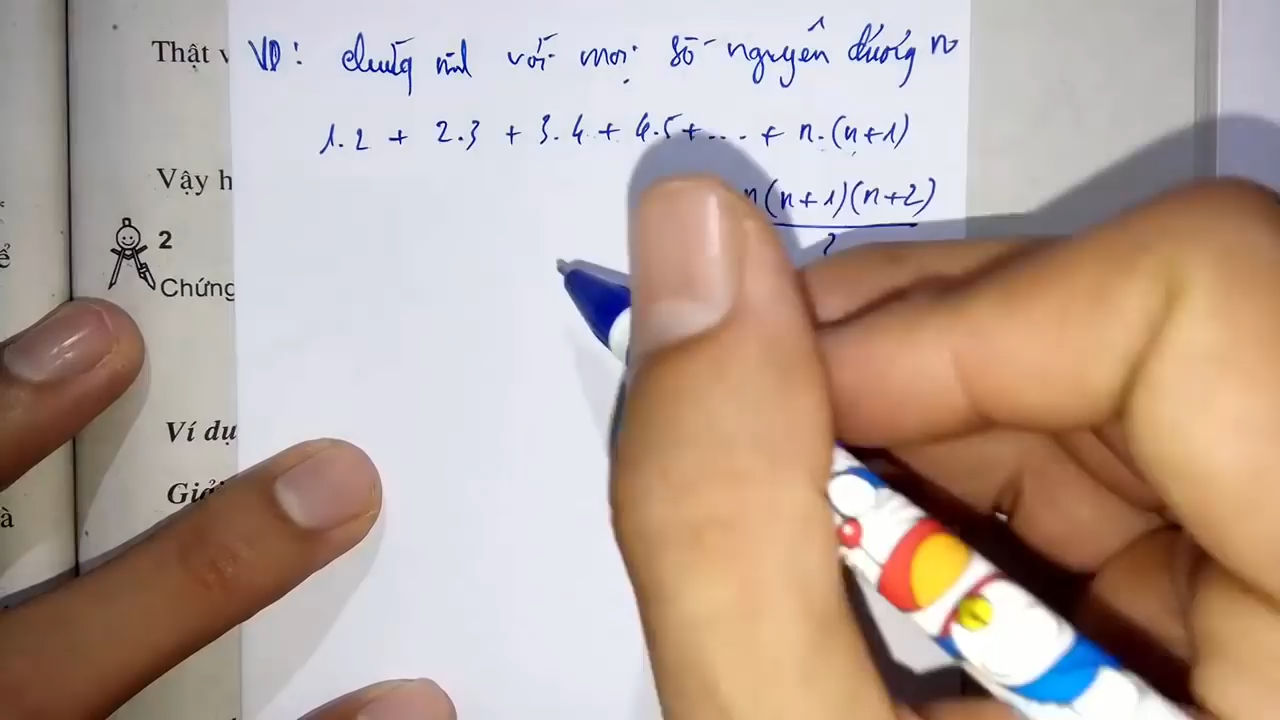 Thật v
VD: chứng minh với mọi số nguyên dương n
1.2 + 2.3 + 3.4 + 4.5 + ... + n.(n+1)
n(n+1)(n+2)
Vậy h
2
Chứng
Ví dụ
Giải
ể
à